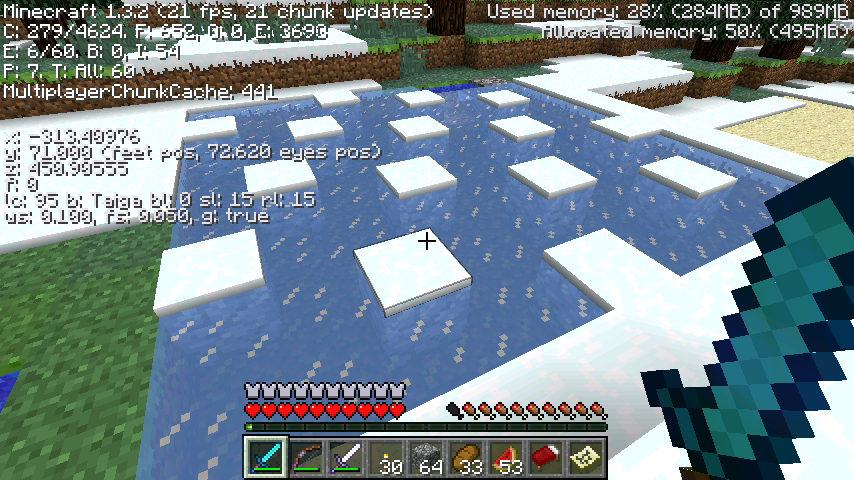 Minecraft 1.3.2 (21 fps, 21 chunk updates)
Used memory: 28% (284MB) of 989MB
C: 279/4624. F: 652, O: 0, E: 3690
Allocated memory: 50% (495MB)
E: 6/60. B: 0, I: 54
P: 7. T: All: 60
MultiplayerChunkCache: 441
x: -313.40976
y: 71.000 (feet pos, 72.620 eyes pos)
z: 450.90555
f: 0
lc: 95 b: Taiga bl: 0 sl: 15 rl: 15
ws: 0.100, fs: 0.050, g: true
30
64
33
53